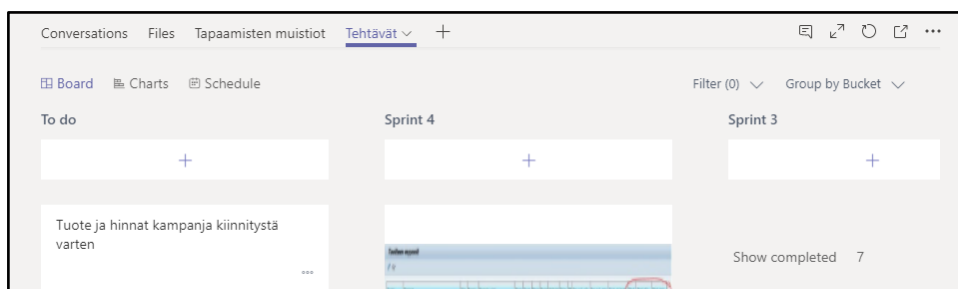 Conversations Files Tapaamisten muistiot Tehtävät
Board Charts Schedule Filter (0) Group by Bucket
To do Sprint 4 Sprint 3
Tuote ja hinnat kampanja kiinnitystä
varten
Show completed 7